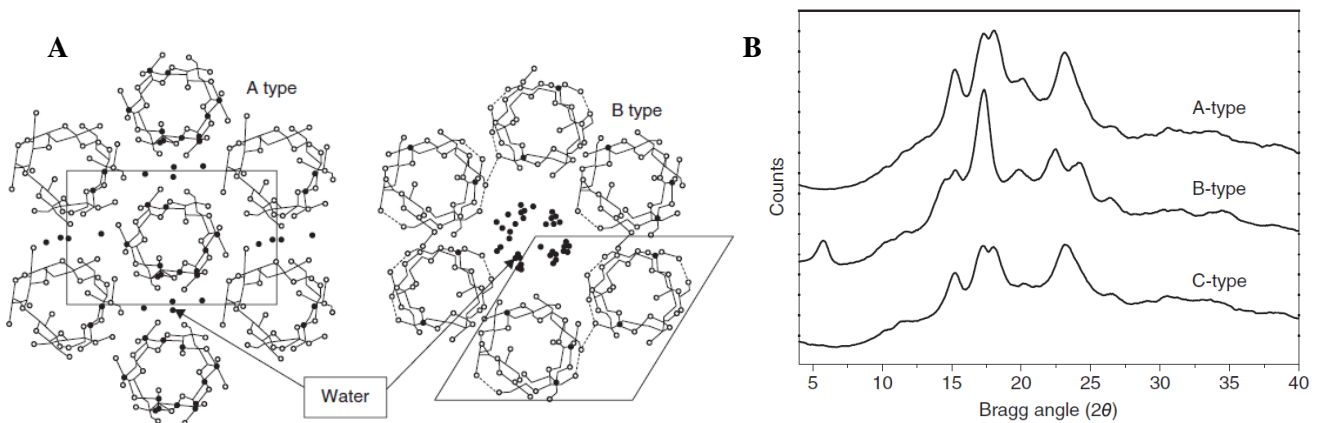 A
A type
B type
Water
B
Counts
A-type
B-type
C-type
5 10 15 20 25 30 35 40
Bragg angle (2θ)